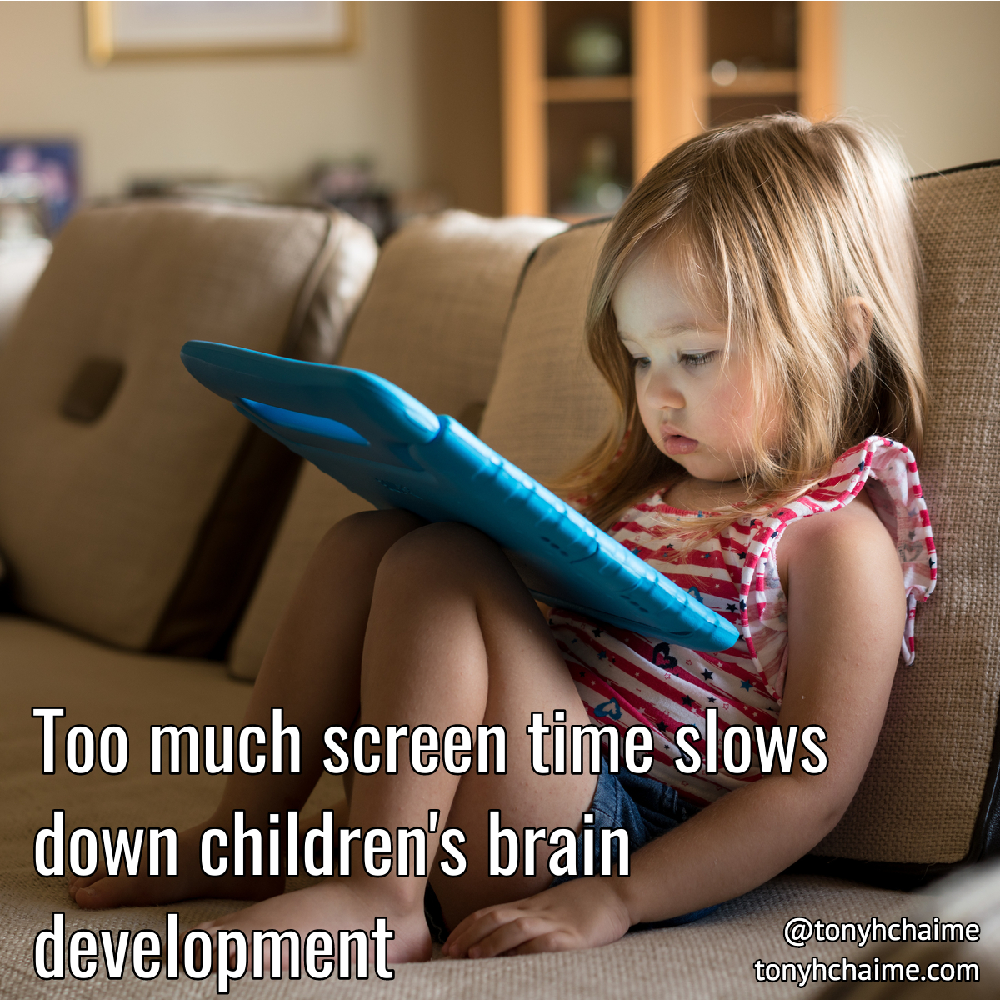 Too much screen time slows
down children's brain
development
@tonyhchaime
tonyhchaime.com